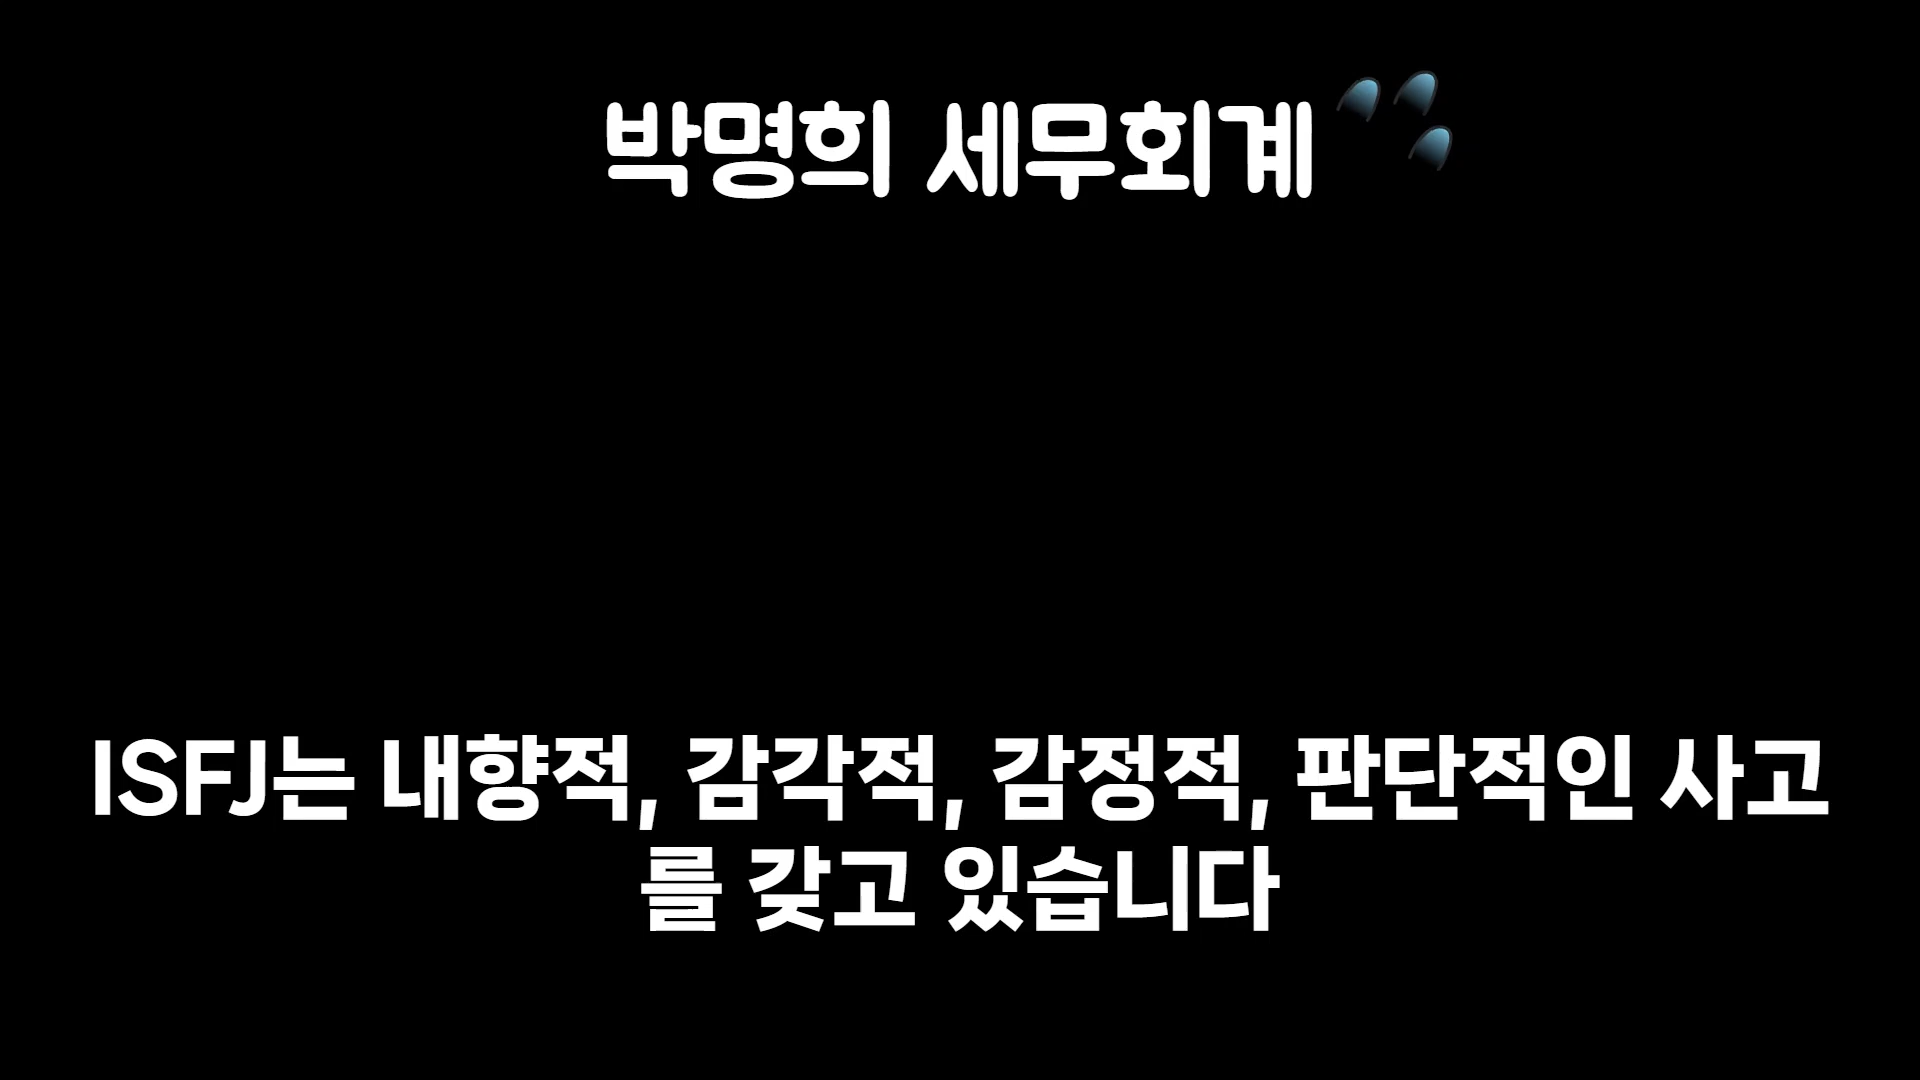 박명희 세무회계
ISFJ는 내향적, 감각적, 감정적, 판단적인 사고
를 갖고 있습니다